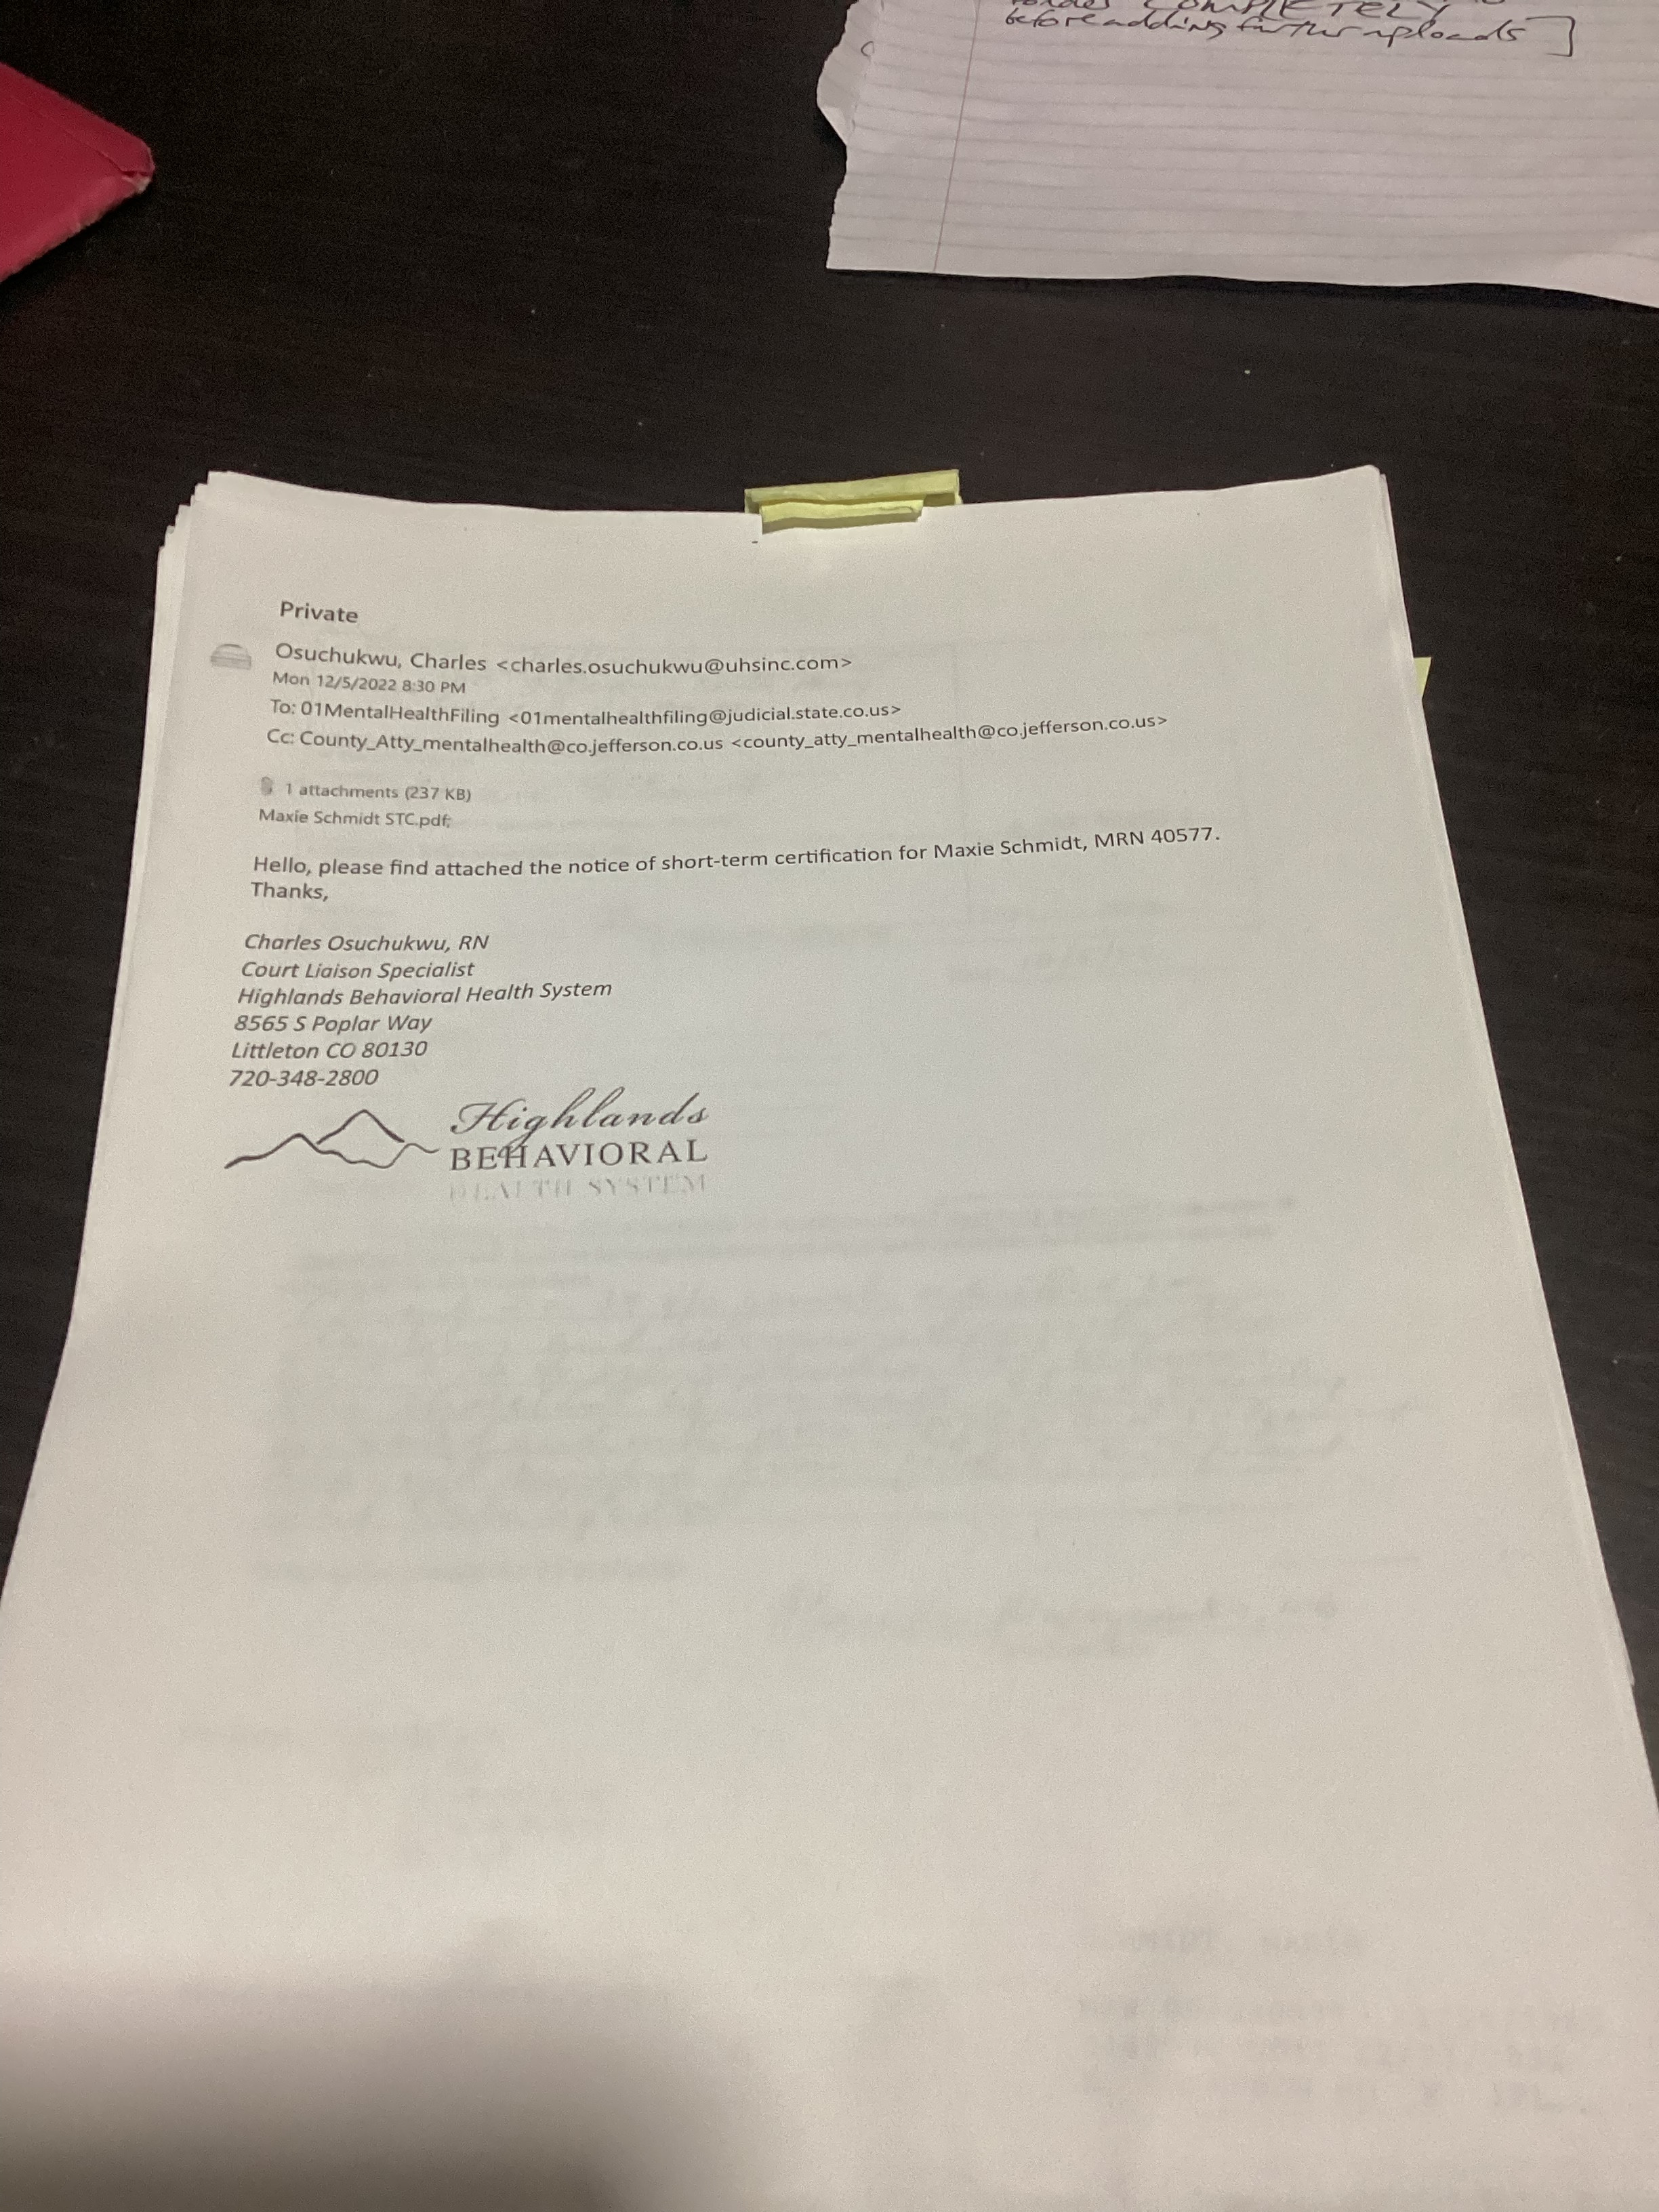 COMPLETELY
before adding further uploads ]
Private
Osuchukwu, Charles <charles.osuchukwu@uhsinc.com>
Mon 12/5/2022 8:30 PM
To: 01MentalHealthFiling <01mentalhealthfiling@judicial.state.co.us>
Cc: County_Atty_mentalhealth@co.jefferson.co.us <county_atty_mentalhealth@co.jefferson.co.us>
1 attachments (237 KB)
Maxie Schmidt STC.pdf;
Hello, please find attached the notice of short-term certification for Maxie Schmidt, MRN 40577.
Thanks,
Charles Osuchukwu, RN
Court Liaison Specialist
Highlands Behavioral Health System
8565 S Poplar Way
Littleton CO 80130
720-348-2800
Highlands
BEHAVIORAL
HEALTH SYSTEM